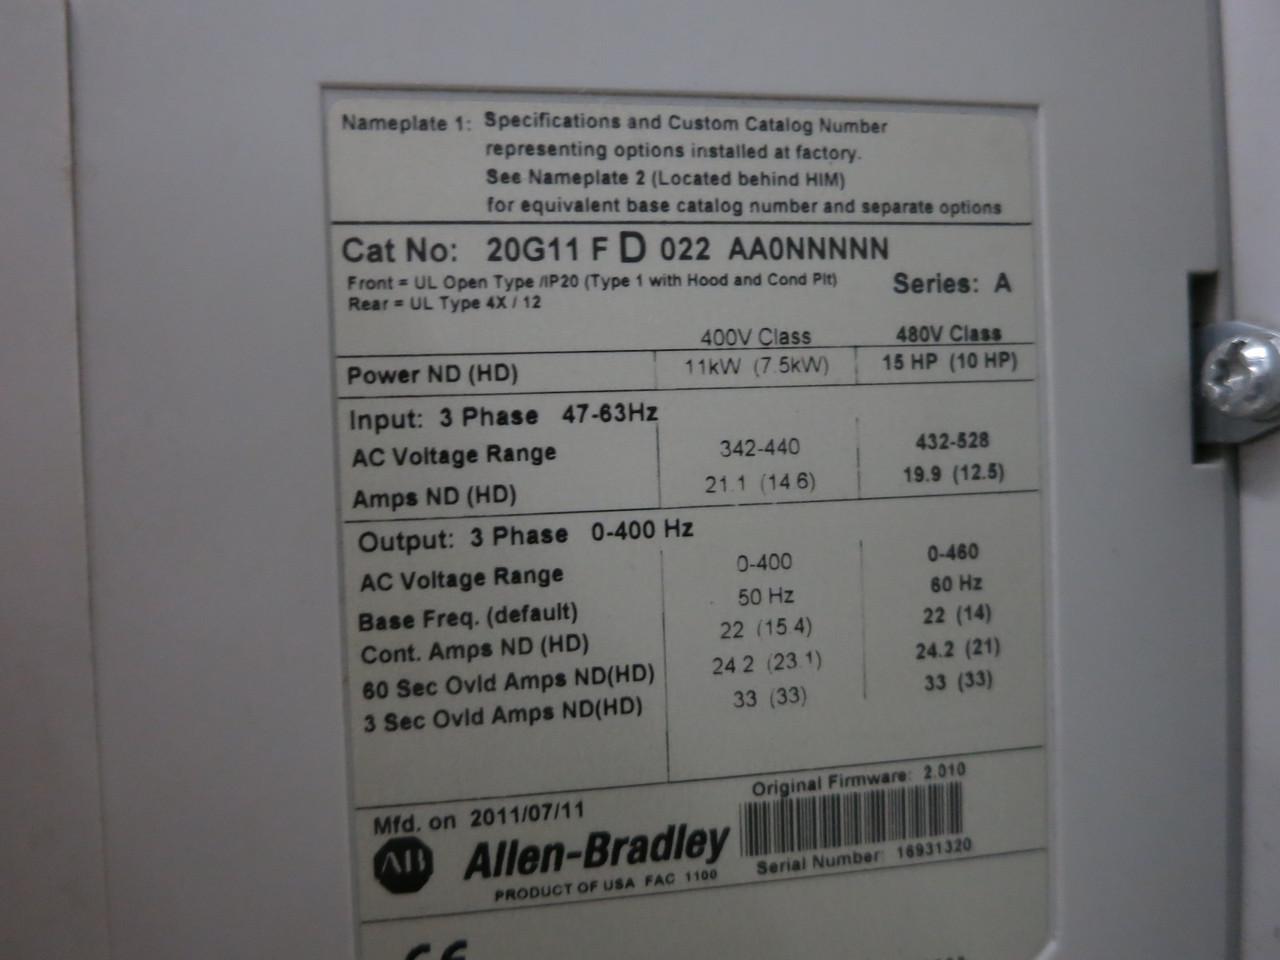 Nameplate 1: Specifications and Custom Catalog Number
representing options installed at factory.
See Nameplate 2 (Located behind HIM)
for equivalent base catalog number and separate options
Cat No: 20G11 F D 022 AA0NNNNN
Front = UL Open Type /IP20 (Type 1 with Hood and Cond Plt)
Series: A
Rear = UL Type 4X / 12
400V Class 480V Class
Power ND (HD) 11kW (7.5kW) 15 HP (10 HP)
Input: 3 Phase 47-63Hz
AC Voltage Range 342-440 432-528
Amps ND (HD) 21.1 (14.6) 19.9 (12.5)
Output: 3 Phase 0-400 Hz
AC Voltage Range 0-400 0-460
Base Freq. (default) 50 Hz 60 Hz
Cont. Amps ND (HD) 22 (15.4) 22 (14)
60 Sec Ovld Amps ND(HD) 24.2 (23.1) 24.2 (21)
3 Sec Ovld Amps ND(HD) 33 (33) 33 (33)
Mfd. on 2011/07/11
Original Firmware: 2.010
AB Allen-Bradley
Serial Number: 16931320
PRODUCT OF USA FAC 1100
CE